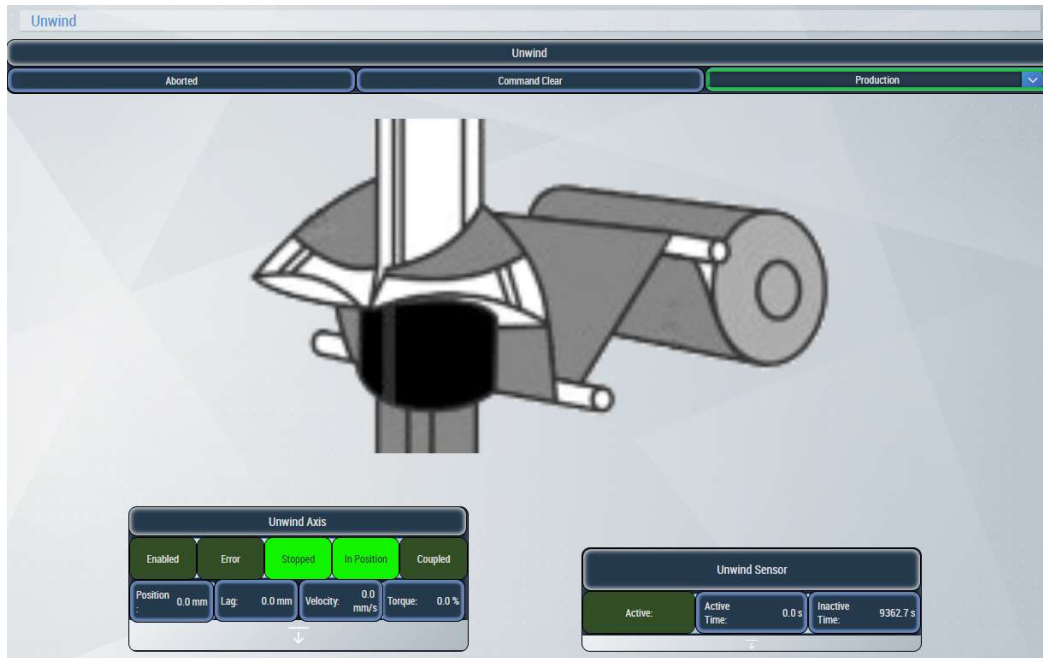 Unwind
Unwind
Aborted Command Clear Production
Unwind Axis
Enabled Error Stopped In Position Coupled
Position
: 0.0 mm Lag: 0.0 mm Velocity: 0.0
mm/s Torque: 0.0 %
Unwind Sensor
Active: Active
Time: 0.0 s Inactive
Time: 9362.7 s